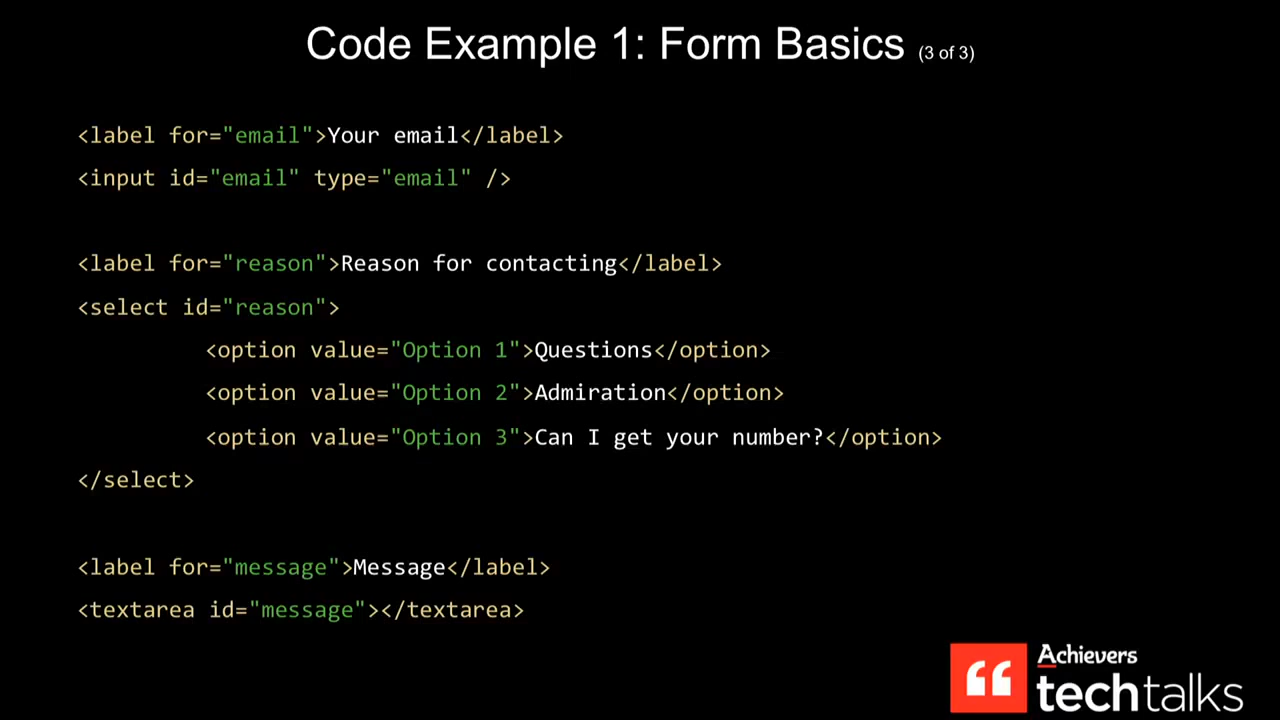 Code Example 1: Form Basics (3 of 3)
<label for="email">Your email</label>
<input id="email" type="email" />
<label for="reason">Reason for contacting</label>
<select id="reason">
<option value="Option 1">Questions</option>
<option value="Option 2">Admiration</option>
<option value="Option 3">Can I get your number?</option>
</select>
<label for="message">Message</label>
<textarea id="message"></textarea>
Achievers
techtalks